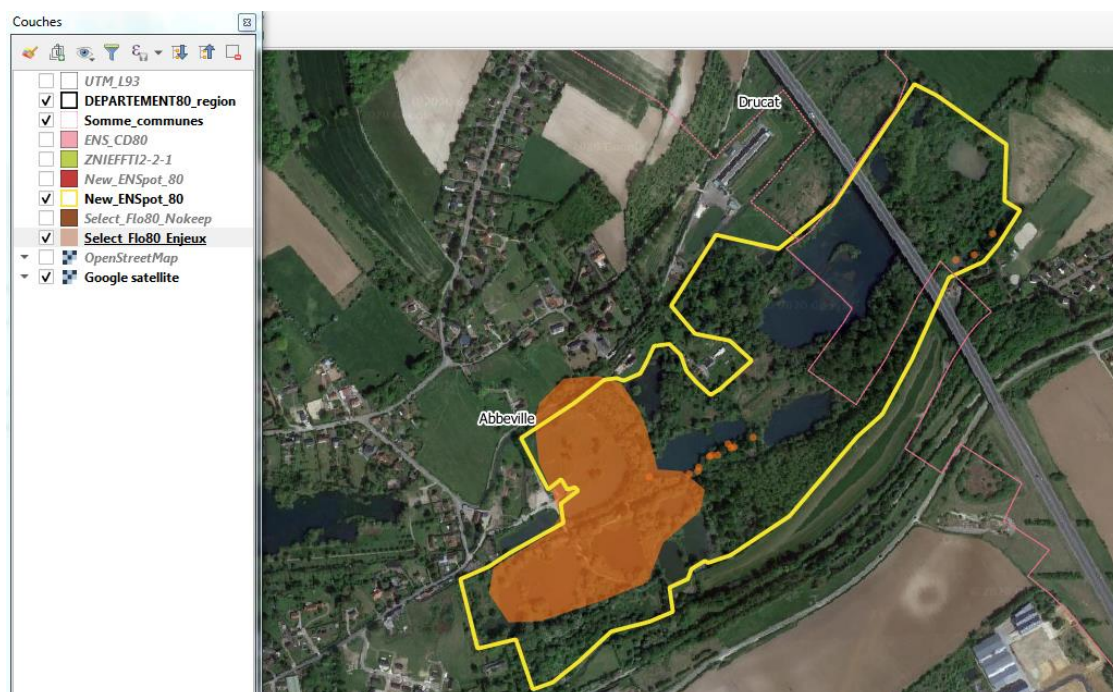 Couches
UTM_L93
DEPARTEMENT80_region
Somme_communes
ENS_CD80
ZNIEFFTI2-2-1
New_ENSpot_80
New_ENSpot_80
Select_Flo80_Nokeep
Select_Flo80_Enjeux
OpenStreetMap
Google satellite
Drucat
Abbeville